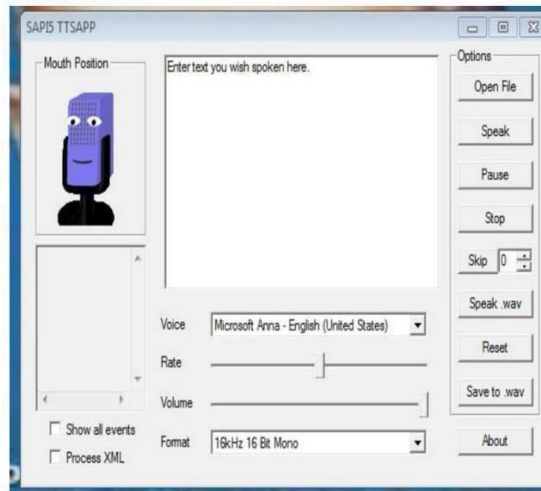 SAPI5 TTSAPP
Mouth Position
Enter text you wish spoken here.
Options
Open File
Speak
Pause
Stop
Skip 0
Speak .wav
Reset
Save to .wav
Voice Microsoft Anna - English (United States)
Rate
Volume
Format 16kHz 16 Bit Mono
Show all events
Process XML
About